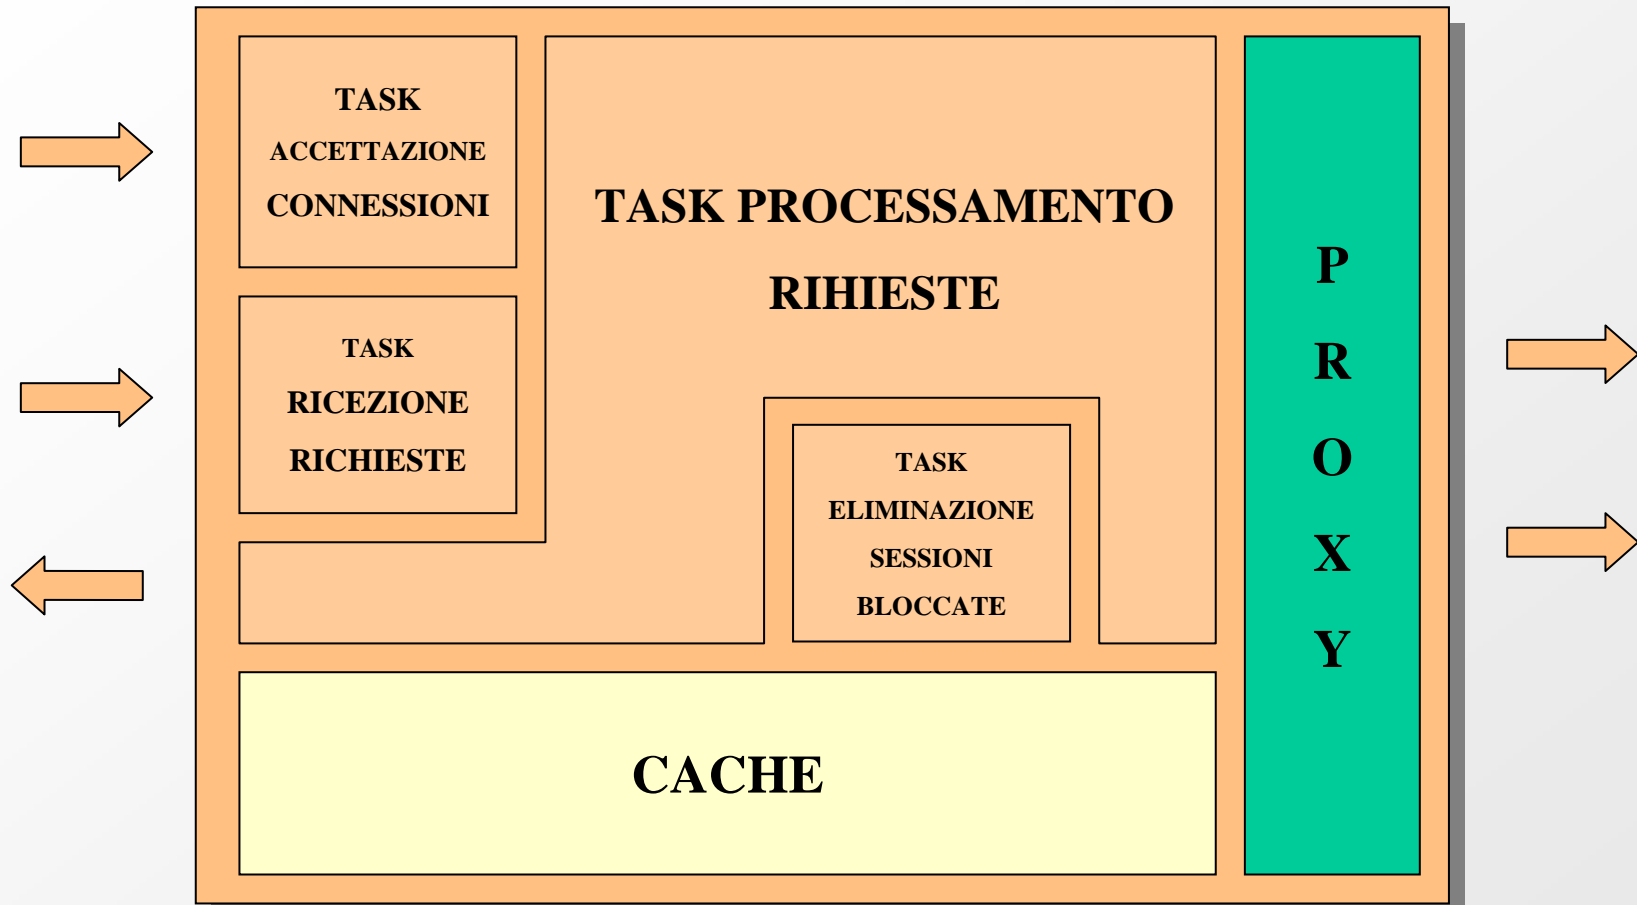 TASK
ACCETTAZIONE
CONNESSIONI
TASK PROCESSAMENTO
RIHIESTE
TASK
RICEZIONE
RICHIESTE
TASK
ELIMINAZIONE
SESSIONI
BLOCCATE
CACHE
P
R
O
X
Y